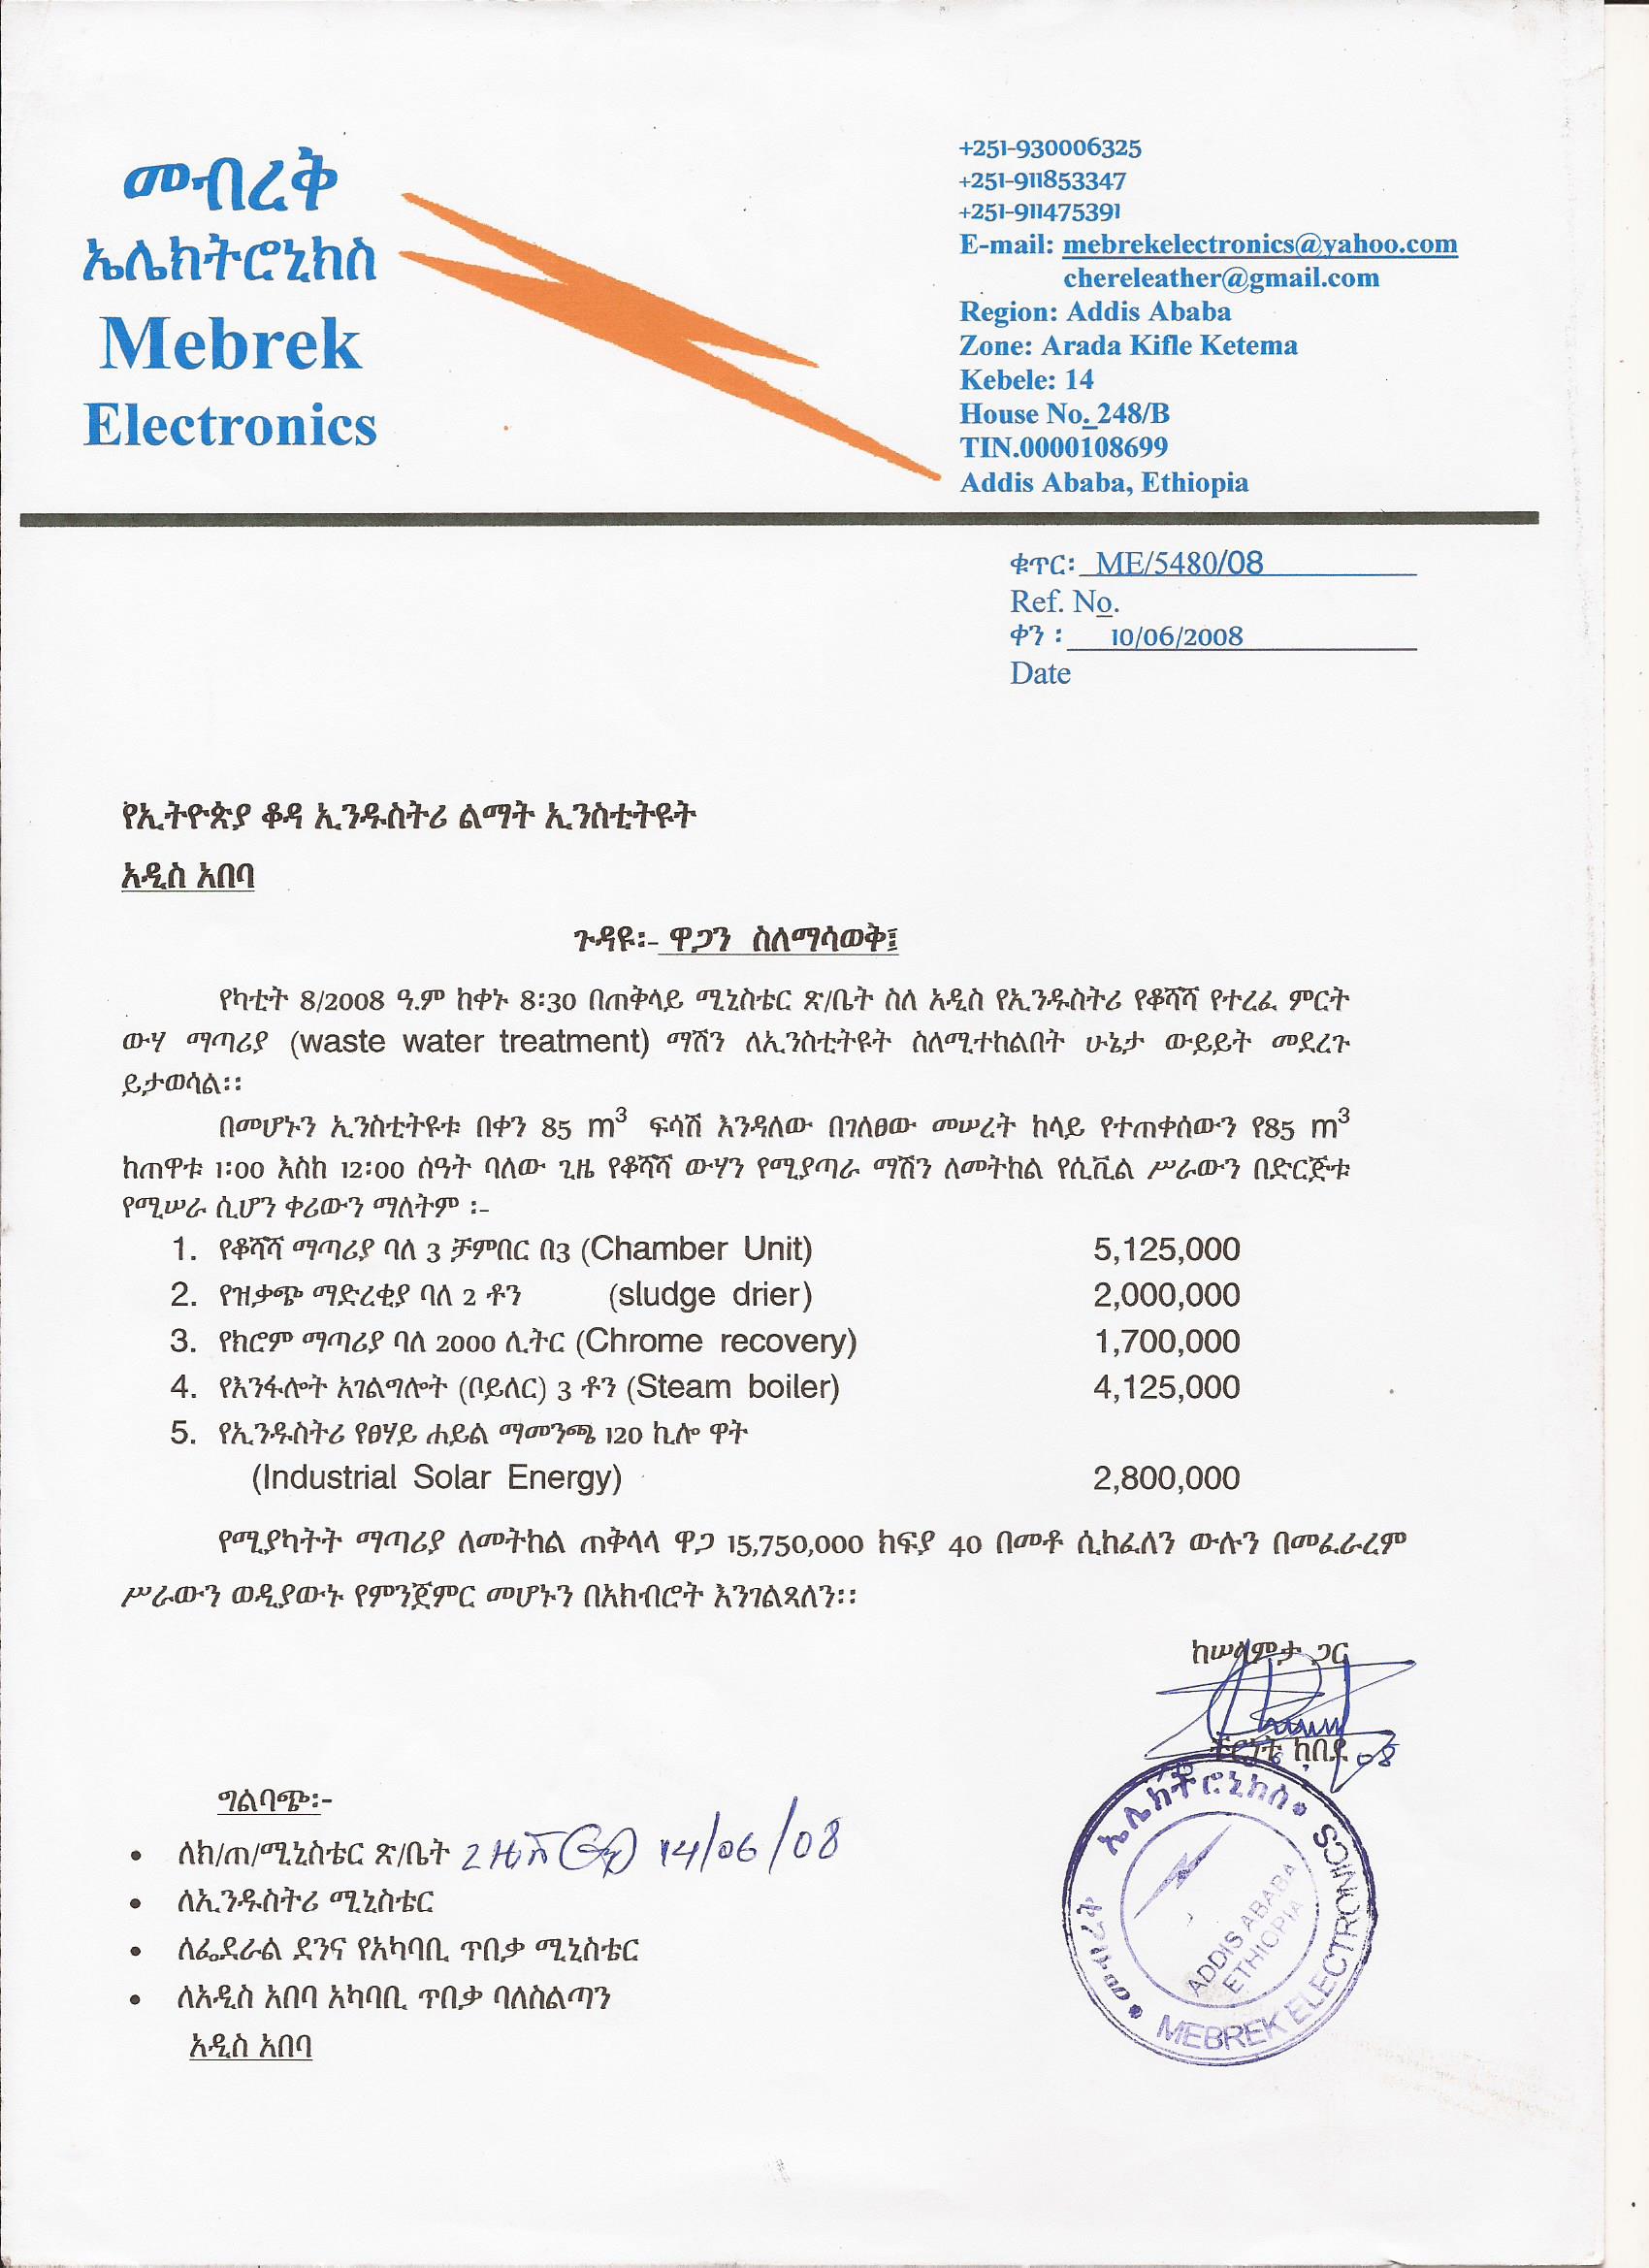 መብረቅ
ኤሌክትሮኒክስ
Mebrek
Electronics
+251-930006325
+251-911853347
+251-911475391
E-mail: mebrekelectronics@yahoo.com
chereleather@gmail.com
Region: Addis Ababa
Zone: Arada Kifle Ketema
Kebele: 14
House No. 248/B
TIN.0000108699
Addis Ababa, Ethiopia
ቁጥር፡ ME/5480/08
Ref. No.
ቀን ፡ 10/06/2008
Date
የኢትዮጵያ ቆዳ ኢንዱስትሪ ልማት ኢንስቲትዩት
አዲስ አበባ
ጉዳዩ፡- ዋጋን ስለማሳወቅ፤
የካቲት 8/2008 ዓ.ም ከቀኑ 8፡30 በጠቅላይ ሚኒስቴር ጽ/ቤት ስለ አዲስ የኢንዱስትሪ የቆሻሻ የተረፈ ምርት
ውሃ ማጣሪያ (waste water treatment) ማሽን ለኢንስቲትዩት ስለሚተከልበት ሁኔታ ውይይት መደረጉ
ይታወሳል፡፡
በመሆኑን ኢንስቲትዩቱ በቀን 85 m³ ፍሳሽ እንዳለው በገለፀው መሠረት ከላይ የተጠቀሰውን የ85 m³
ከጠዋቱ 1፡00 እስከ 12፡00 ሰዓት ባለው ጊዜ የቆሻሻ ውሃን የሚያጣራ ማሽን ለመትከል የሲቪል ሥራውን በድርጅቱ
የሚሠራ ሲሆን ቀሪውን ማለትም ፡-
1. የቆሻሻ ማጣሪያ ባለ 3 ቻምበር በ3 (Chamber Unit) 5,125,000
2. የዝቃጭ ማድረቂያ ባለ 2 ቶን (sludge drier) 2,000,000
3. የክሮም ማጣሪያ ባለ 2000 ሊትር (Chrome recovery) 1,700,000
4. የእንፋሎት አገልግሎት (ቦይለር) 3 ቶን (Steam boiler) 4,125,000
5. የኢንዱስትሪ የፀሃይ ሐይል ማመንጫ 120 ኪሎ ዋት
(Industrial Solar Energy) 2,800,000
የሚያካትት ማጣሪያ ለመትከል ጠቅላላ ዋጋ 15,750,000 ክፍያ 40 በመቶ ሲከፈለን ውሉን በመፈራረም
ሥራውን ወዲያውኑ የምንጀምር መሆኑን በአክብሮት እንገልጻለን፡፡
ከሠላምታ ጋር
ቸርነት ከበደ
ግልባጭ፡-
• ለክ/ጠ/ሚኒስቴር ጽ/ቤት 14/06/08
• ለኢንዱስትሪ ሚኒስቴር
• ለፌደራል ደንና የአካባቢ ጥበቃ ሚኒስቴር
• ለአዲስ አበባ አካባቢ ጥበቃ ባለስልጣን
አዲስ አበባ
መብረቅ ኤሌክትሮኒክስ
MEBREK ELECTRONICS
ADDIS ABABA
ETHIOPIA